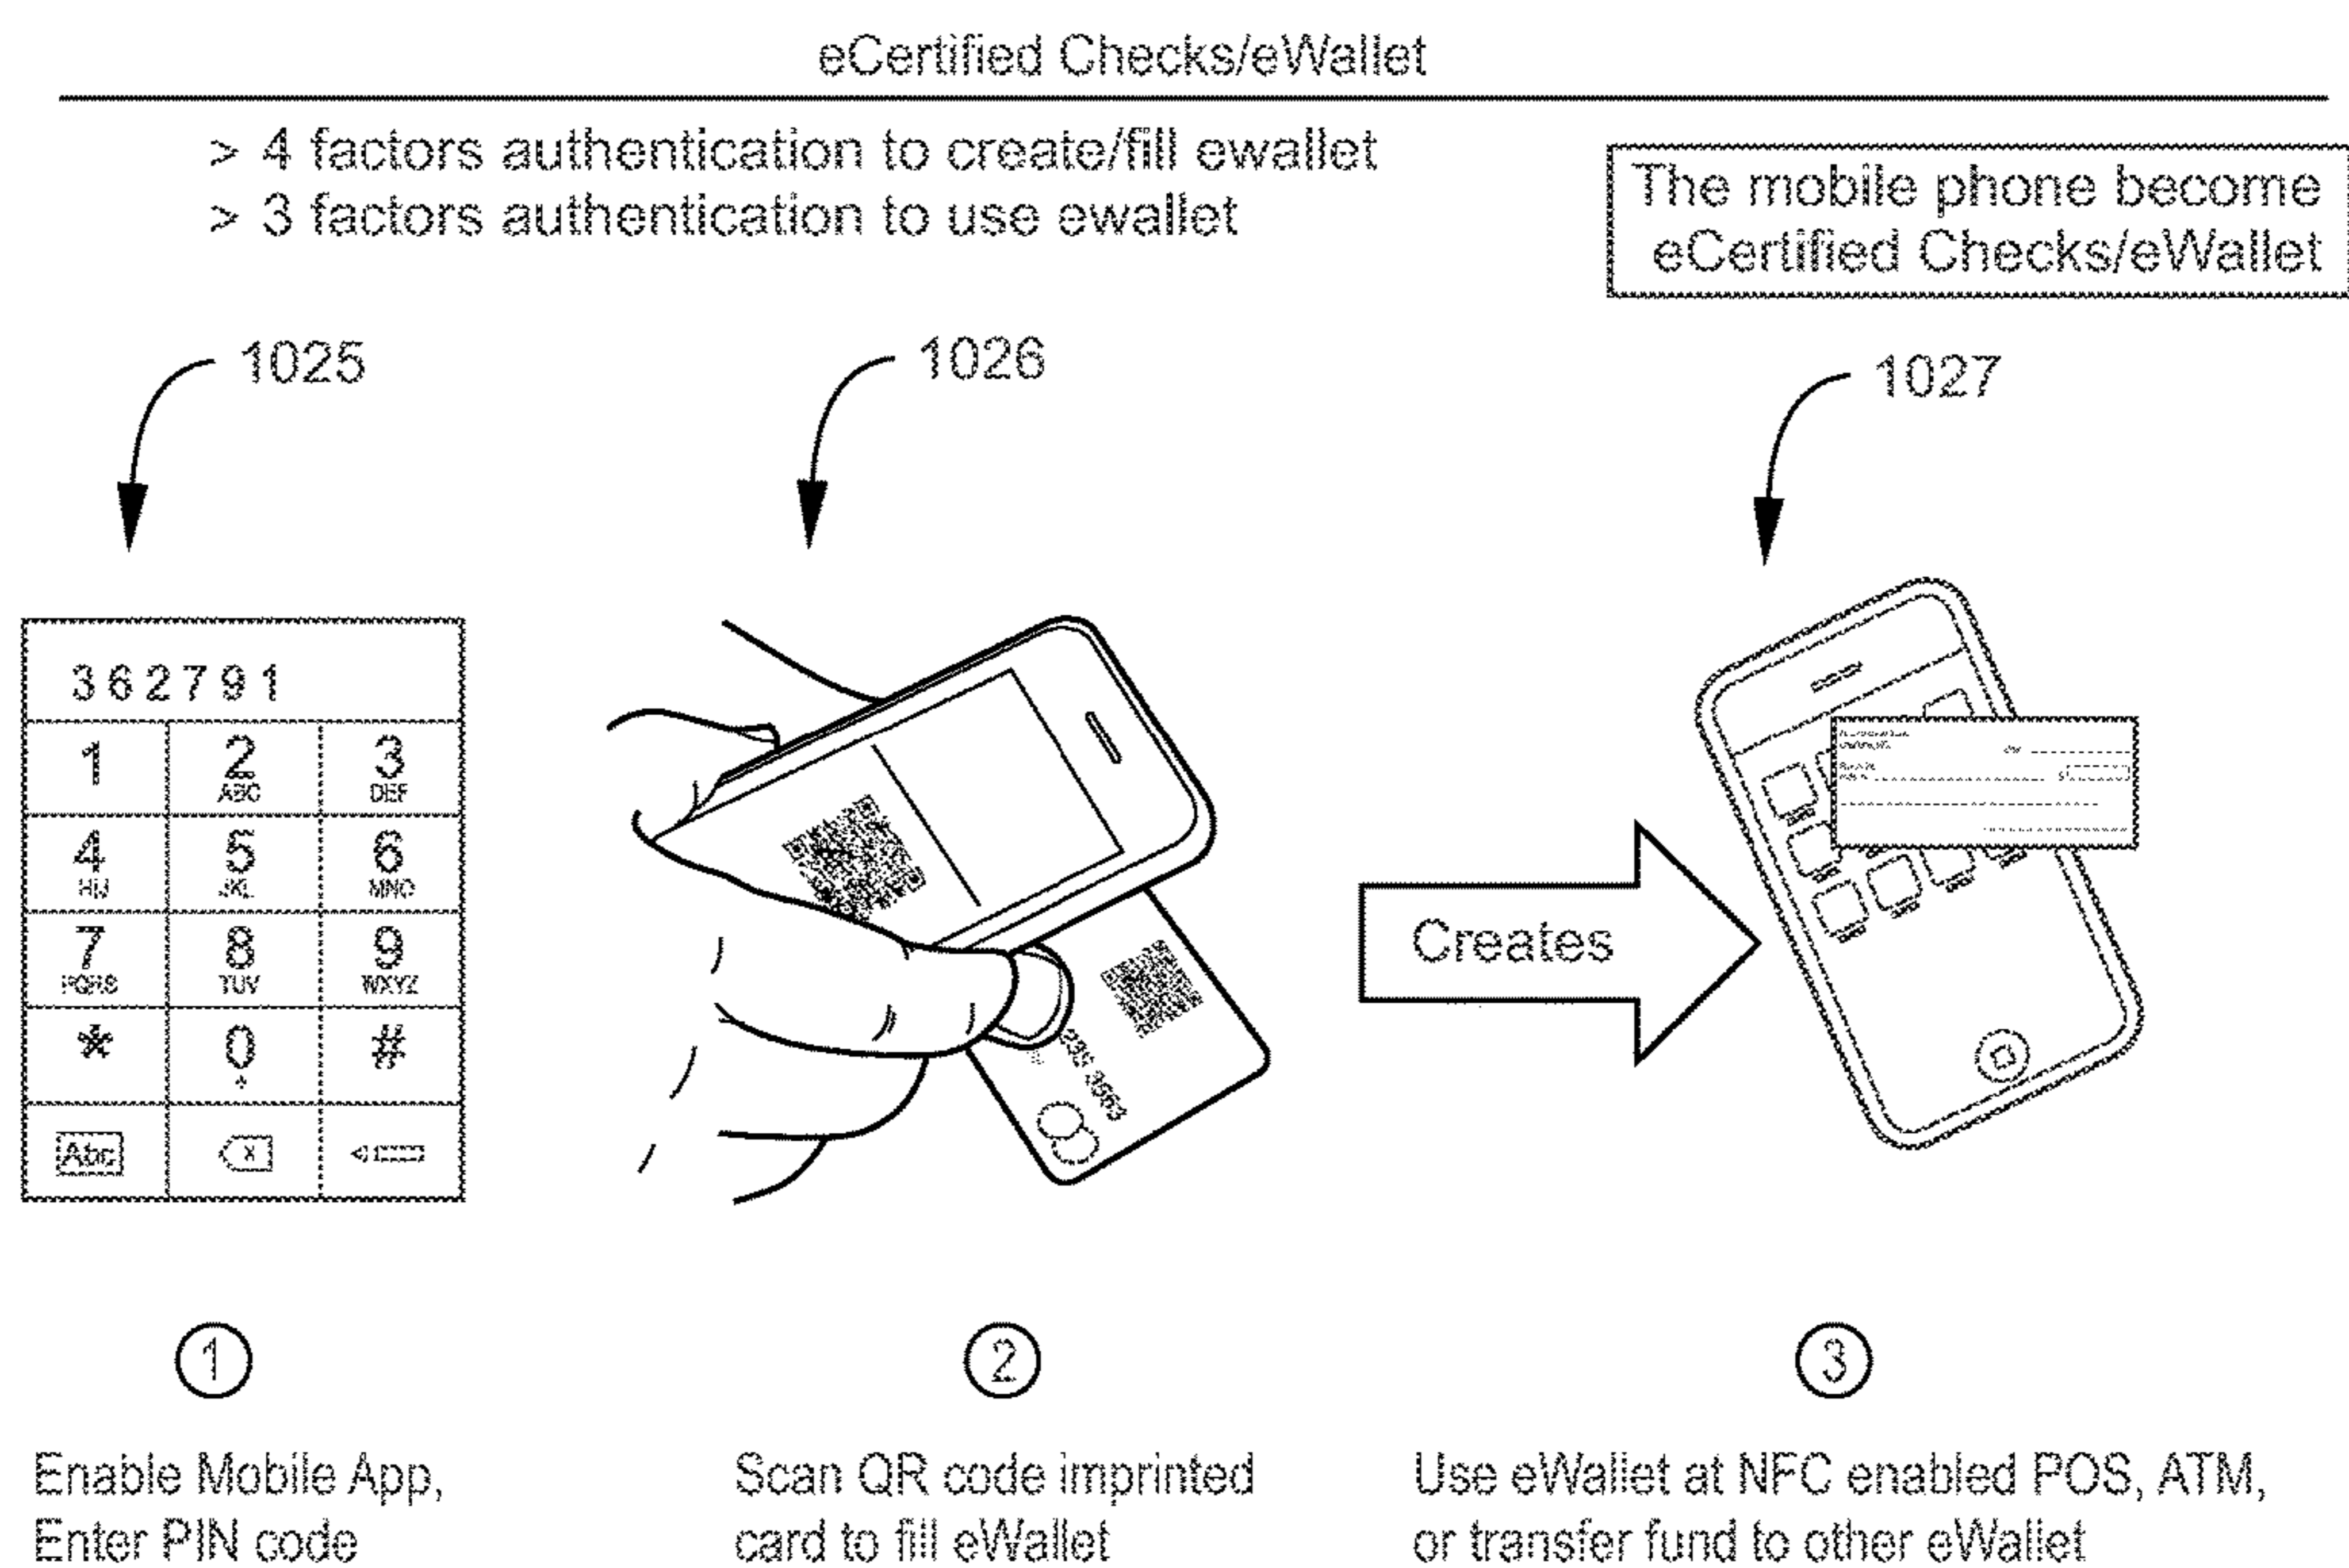 eCertified Checks/eWallet
> 4 factors authentication to create/fill ewallet
> 3 factors authentication to use ewallet
The mobile phone become
eCertified Checks/eWallet
1025
1026
1027
362791
1
2
3
ABC
DEF
4
5
6
JKL
MNO
7
8
9
PQRS
TUV
WXYZ
*
0
#
+
Abc
x
Creates
1
2
3
Enable Mobile App,
Enter PIN code
Scan QR code imprinted
card to fill eWallet
Use eWallet at NFC enabled POS, ATM,
or transfer fund to other eWallet